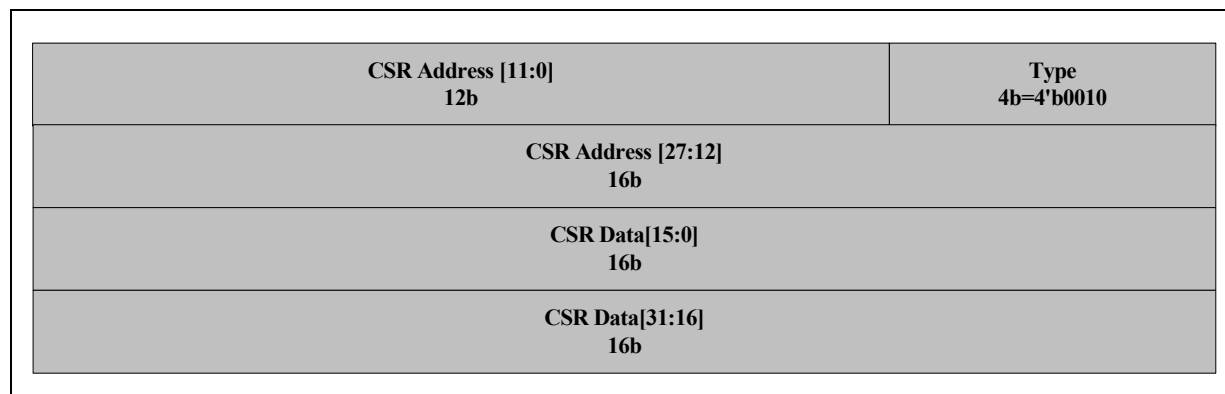 CSR Address [11:0]
12b
Type
4b=4'b0010
CSR Address [27:12]
16b
CSR Data[15:0]
16b
CSR Data[31:16]
16b